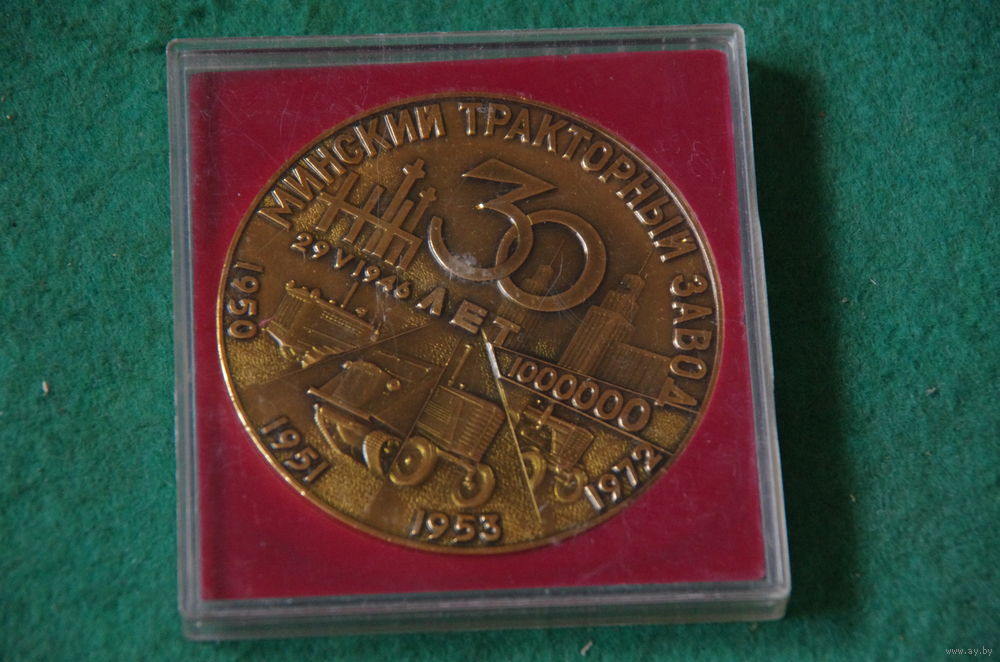 МИНСКИЙ ТРАКТОРНЫЙ ЗАВОД
30
ЛЕТ
29 V 1946
1950
1951
1953
1972
1000000
www.ay.by